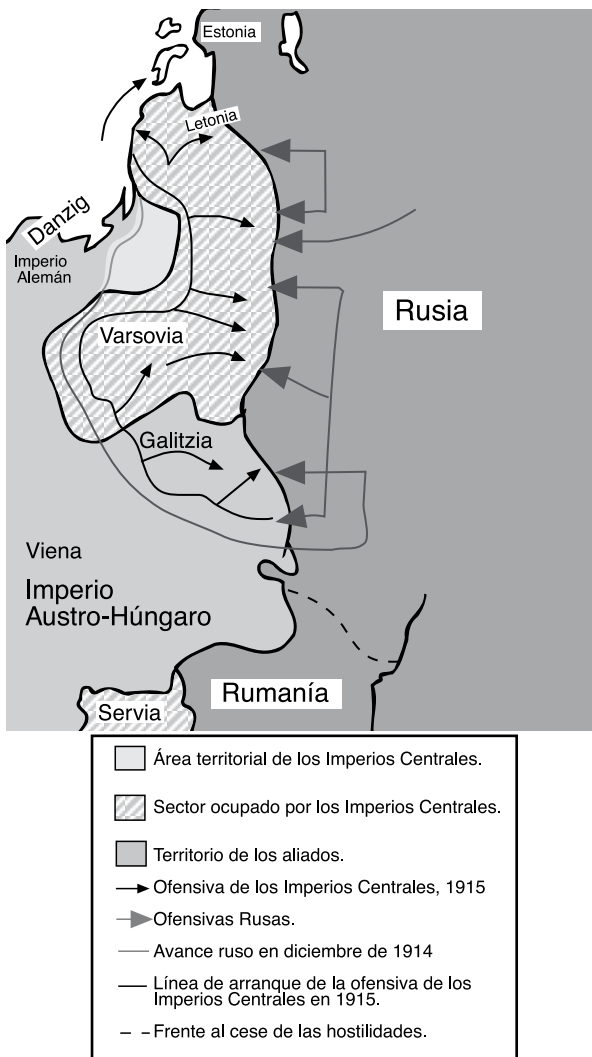 Estonia
Letonia
Danzig
Imperio
Alemán
Rusia
Varsovia
Galitzia
Viena
Imperio
Austro-Húngaro
Rumanía
Servia
Área territorial de los Imperios Centrales.
Sector ocupado por los Imperios Centrales.
Territorio de los aliados.
Ofensiva de los Imperios Centrales, 1915
Ofensivas Rusas.
Avance ruso en diciembre de 1914
Línea de arranque de la ofensiva de los
Imperios Centrales en 1915.
Frente al cese de las hostilidades.